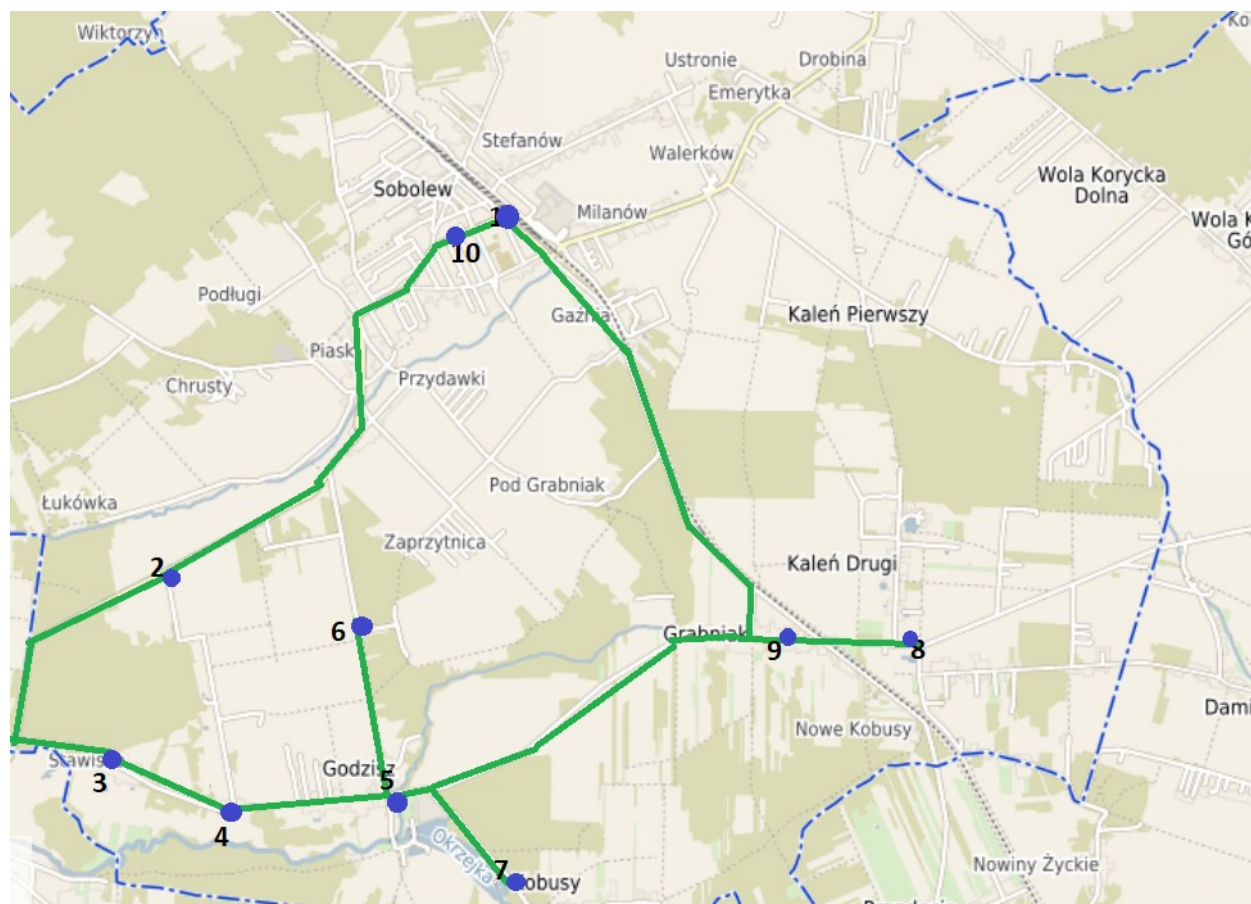 Wiktorzyn
Ustronie
Drobina
Emerytka
Stefanów
Walerków
Sobolew
Wola Korycka
Dolna
1
Milanów
10
Podługi
Gaźnia
Kaleń Pierwszy
Piask
Przydawki
Chrusty
Pod Grabniak
Łukówka
Zaprzytnica
Kaleń Drugi
2
6
Grabniak
9
8
Nowe Kobusy
3
Godzisz
5
4
Okrzejka
7
Nowiny Życkie